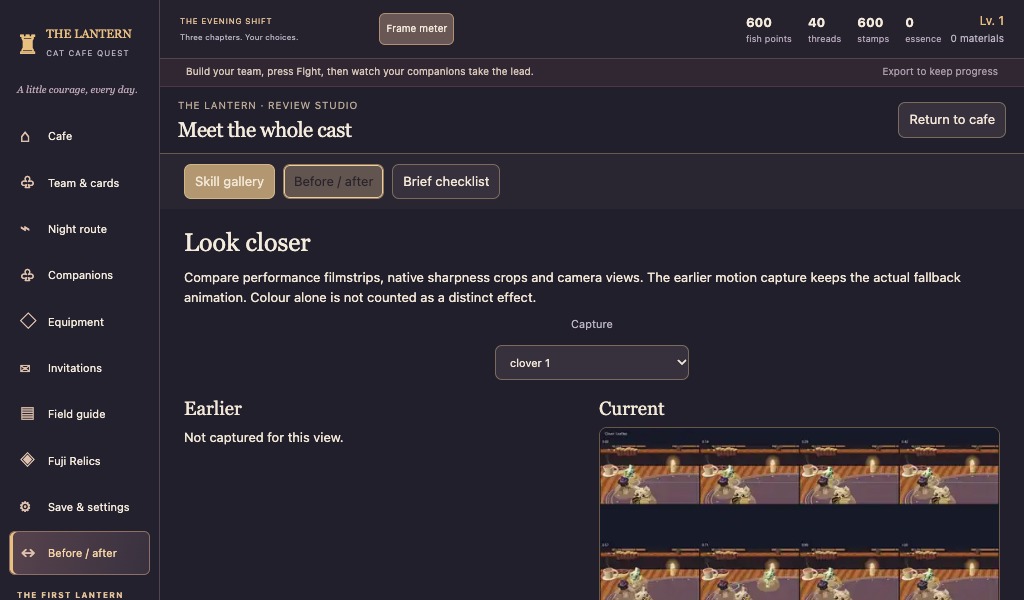 THE LANTERN
CAT CAFE QUEST
A little courage, every day.
Cafe
Team & cards
Night route
Companions
Equipment
Invitations
Field guide
Fuji Relics
Save & settings
Before / after
THE FIRST LANTERN
THE EVENING SHIFT
Three chapters. Your choices.
Frame meter
600 fish points
40 threads
600 stamps
0 essence
Lv. 1
0 materials
Build your team, press Fight, then watch your companions take the lead.
Export to keep progress
THE LANTERN · REVIEW STUDIO
Meet the whole cast
Return to cafe
Skill gallery
Before / after
Brief checklist
Look closer
Compare performance filmstrips, native sharpness crops and camera views. The earlier motion capture keeps the actual fallback
animation. Colour alone is not counted as a distinct effect.
Capture
clover 1
Earlier
Not captured for this view.
Current